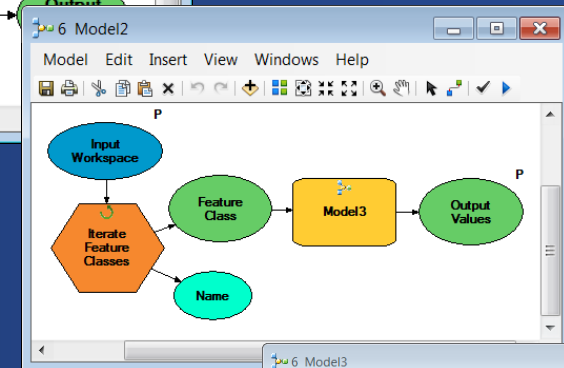 Output
6 Model2
Model Edit Insert View Windows Help
P
Input
Workspace
P
Feature
Class
Model3
Output
Values
Iterate
Feature
Classes
Name
6 Model3